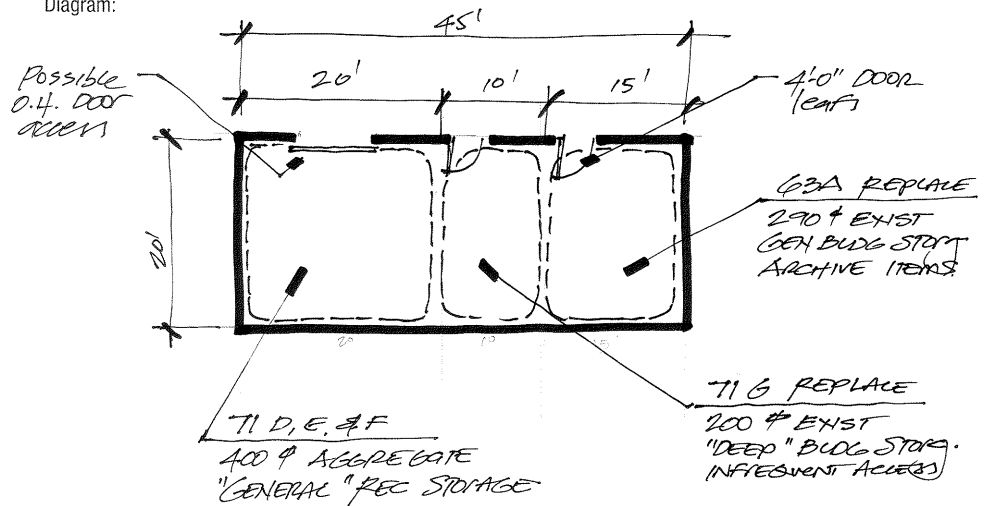 Diagram:
45'
20' 10' 15'
Possible
O.H. DOOR
access
4'-0" DOOR
leafs
20'
63A REPLACE
290 ⌀ EXIST
GEN BLDG STORG
ARCHIVE ITEMS.
20' 10' 15'
71 G REPLACE
200 ⌀ EXIST
"DEEP" BLDG STORG.
INFREQUENT ACCESS
71 D, E, & F
400 ⌀ AGGREGATE
"GENERAL" REC STORAGE